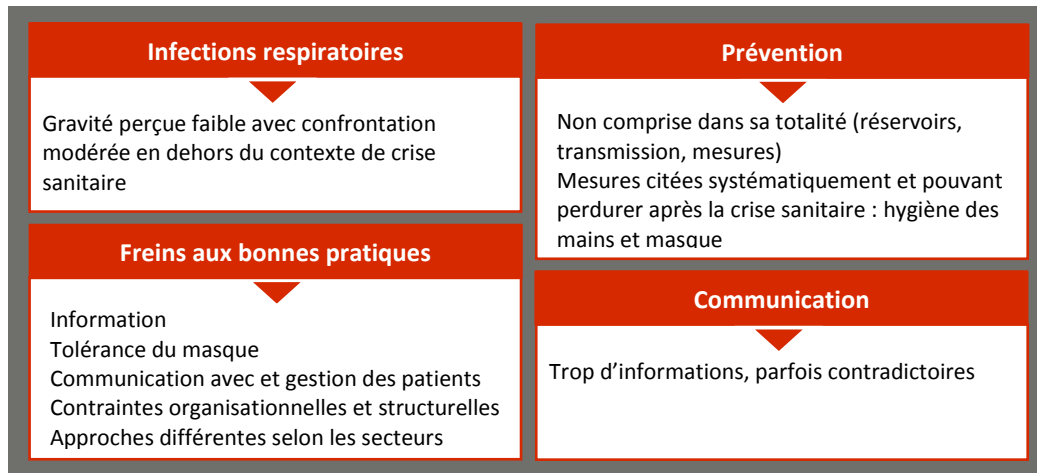 Infections respiratoires
Gravité perçue faible avec confrontation
modérée en dehors du contexte de crise
sanitaire
Freins aux bonnes pratiques
Information
Tolérance du masque
Communication avec et gestion des patients
Contraintes organisationnelles et structurelles
Approches différentes selon les secteurs
Prévention
Non comprise dans sa totalité (réservoirs,
transmission, mesures)
Mesures citées systématiquement et pouvant
perdurer après la crise sanitaire : hygiène des
mains et masque
Communication
Trop d’informations, parfois contradictoires